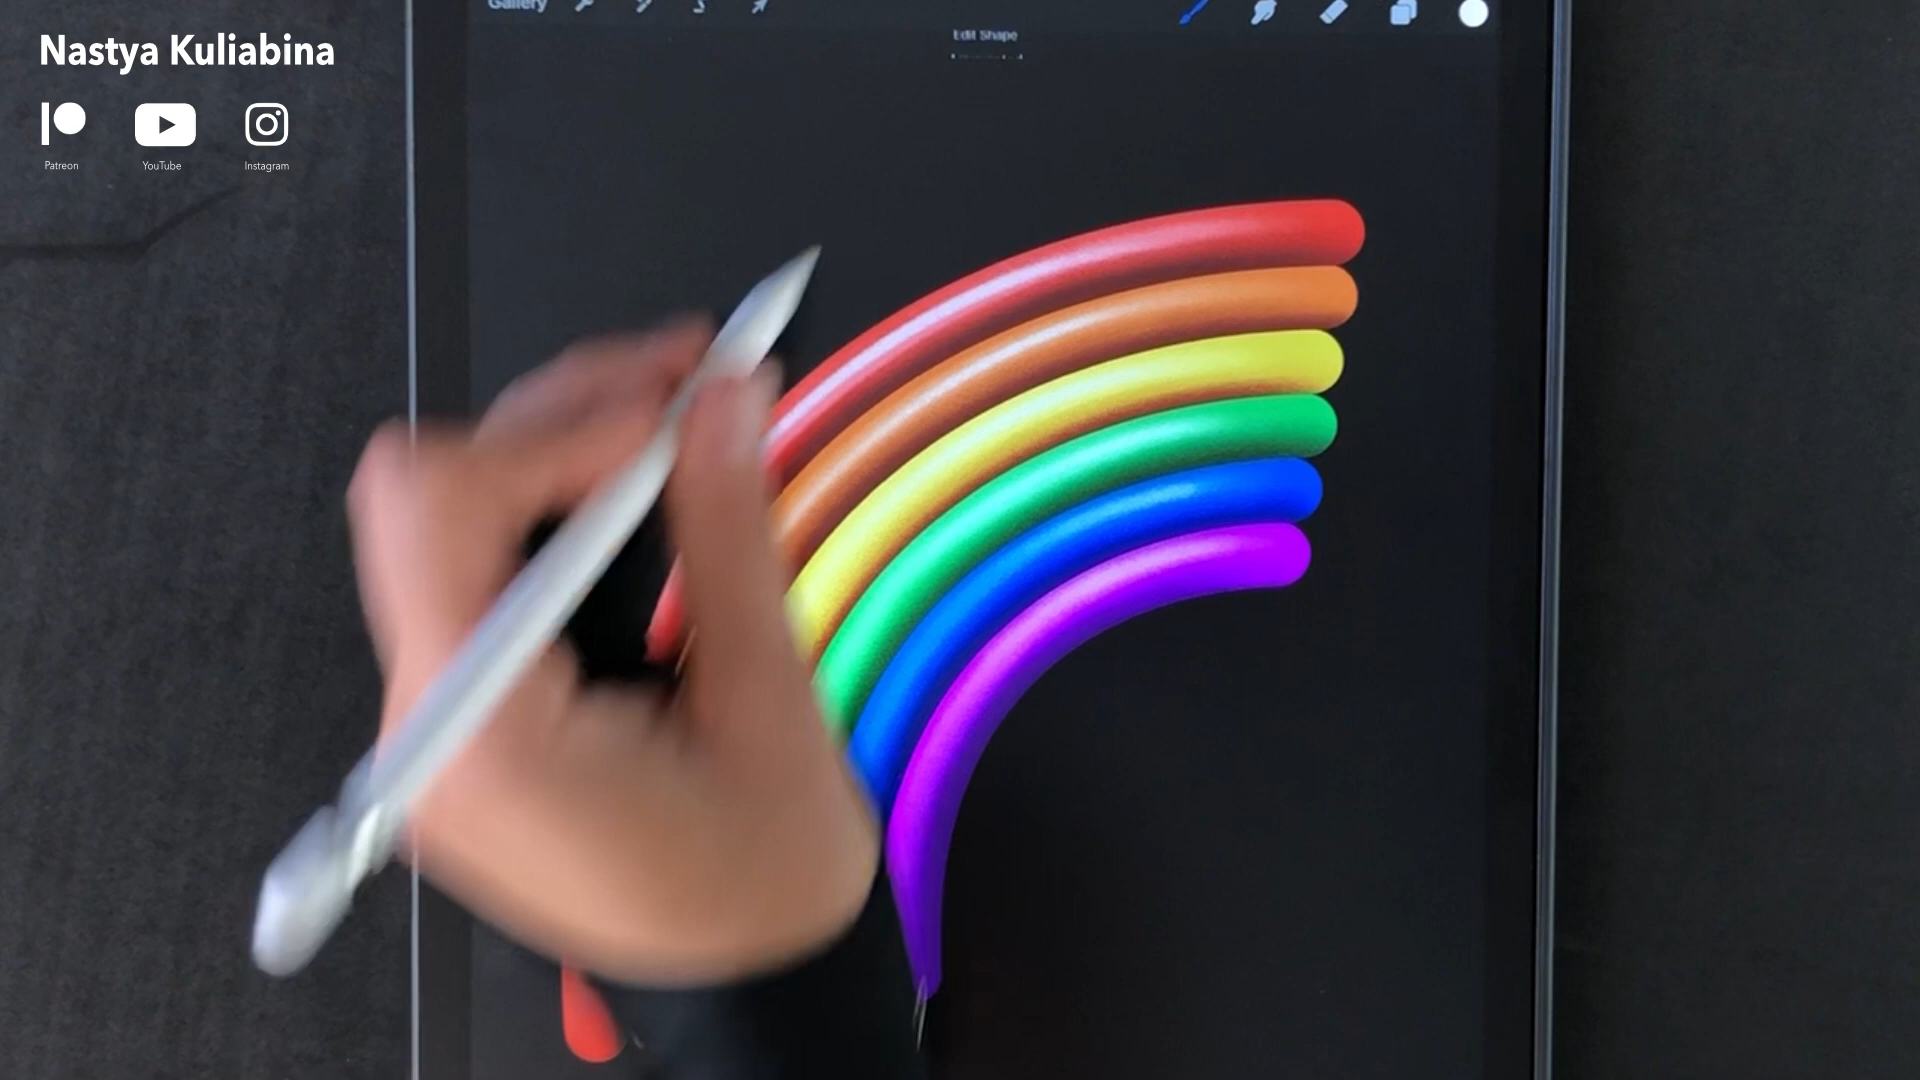 Gallery
Edit Shape
Nastya Kuliabina
Patreon
YouTube
Instagram